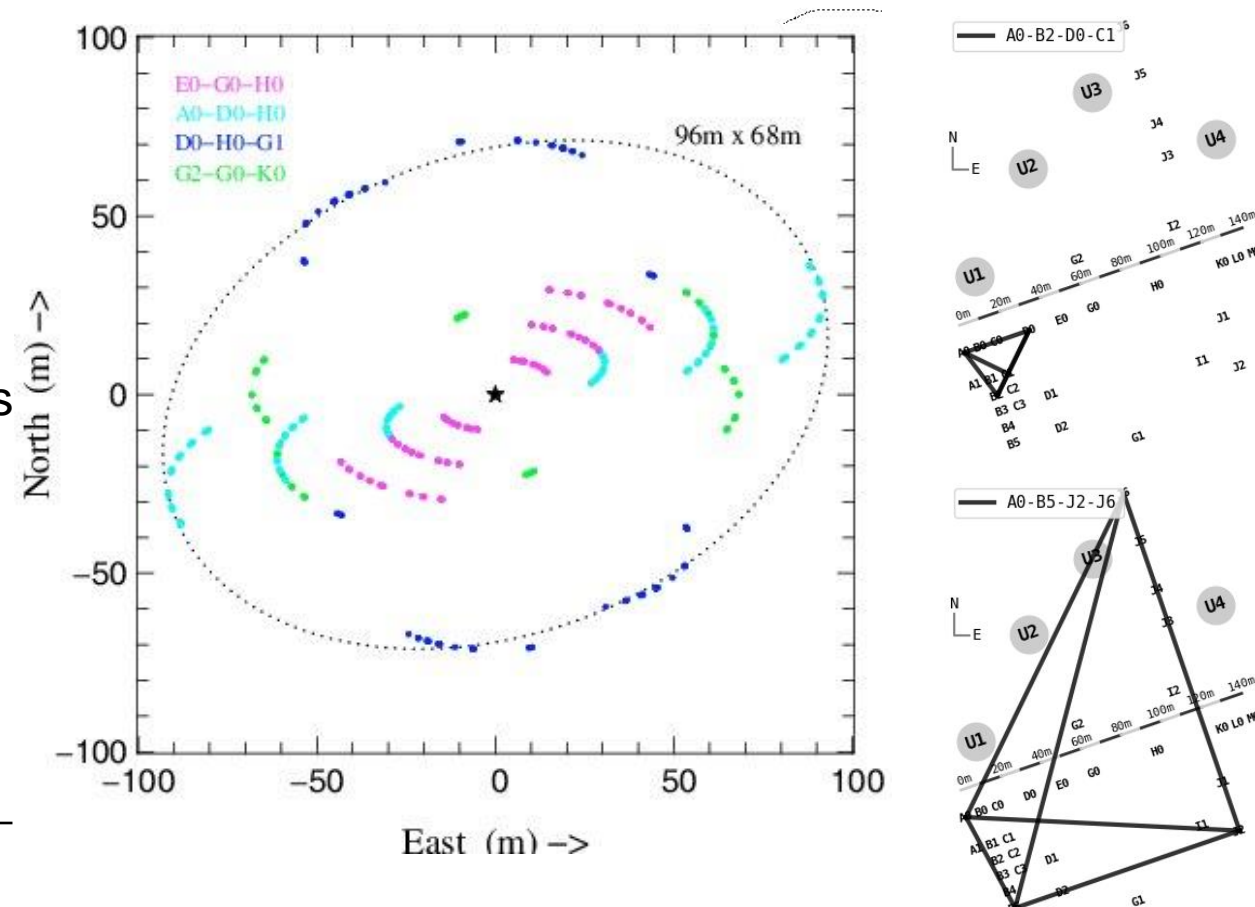 100
E0−G0−H0
A0−D0−H0
D0−H0−G1
G2−G0−K0
96m x 68m
50
0
−50
−100
North (m) −>
−100 −50 0 50 100
East (m) −>
s
A0-B2-D0-C1
J5
U3
J4
U4
J3
N
E
U2
I2
140m
120m
G2
100m
80m
K0 L0
U1
60m
H0
40m
20m
G0
0m
E0
J1
D0
A0 B0 C0
I1
J2
A1 B1
C2
B3 C3
D1
B4
D2
B5
G1
A0-B5-J2-J6
U3
J5
J4
U4
J3
N
E
U2
I2
140m
120m
100m
G2
80m
K0 L0
U1
60m
H0
40m
20m
G0
0m
E0
D0
J1
B0 C0
I1
J2
A1 B1 C1
B2 C2
D1
B3 C3
B4
D2
G1